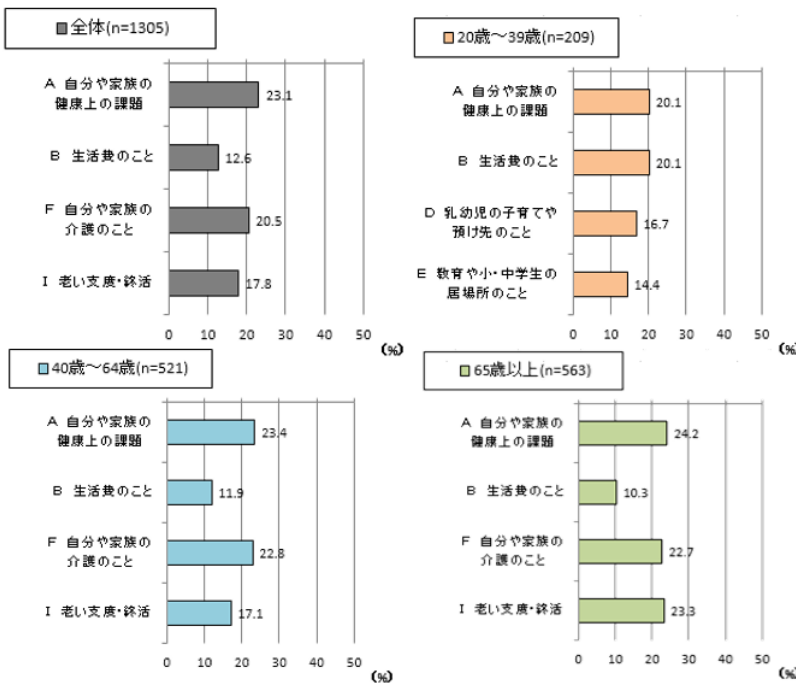 全体(n=1305)
A 自分や家族の
健康上の課題
23.1
B 生活費のこと
12.6
F 自分や家族の
介護のこと
20.5
I 老い支度・終活
17.8
0 10 20 30 40 50
(%)
20歳～39歳(n=209)
A 自分や家族の
健康上の課題
20.1
B 生活費のこと
20.1
D 乳幼児の子育てや
預け先のこと
16.7
E 教育や小・中学生の
居場所のこと
14.4
0 10 20 30 40 50
(%)
40歳～64歳(n=521)
A 自分や家族の
健康上の課題
23.4
B 生活費のこと
11.9
F 自分や家族の
介護のこと
22.8
I 老い支度・終活
17.1
0 10 20 30 40 50
(%)
65歳以上(n=563)
A 自分や家族の
健康上の課題
24.2
B 生活費のこと
10.3
F 自分や家族の
介護のこと
22.7
I 老い支度・終活
23.3
0 10 20 30 40 50
(%)